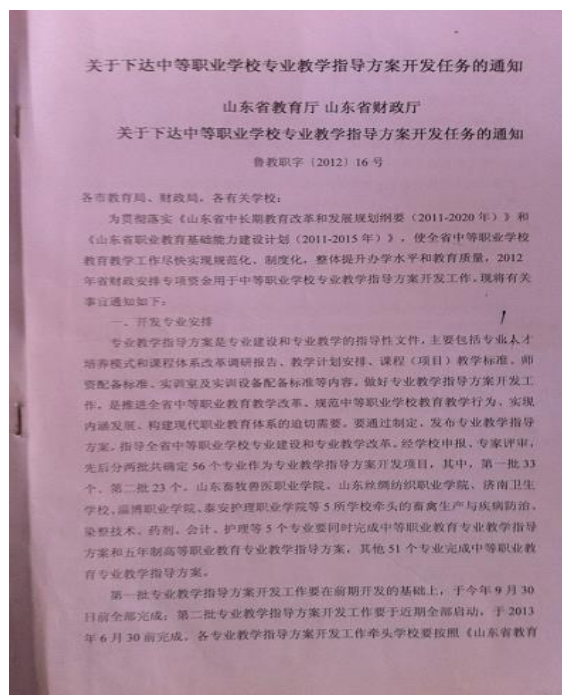 关于下达中等职业学校专业教学指导方案开发任务的通知
山东省教育厅 山东省财政厅
关于下达中等职业学校专业教学指导方案开发任务的通知
鲁教职字〔2012〕16号
各市教育局、财政局，各有关学校：
为贯彻落实《山东省中长期教育改革和发展规划纲要（2011-2020年）》和
《山东省职业教育基础能力建设计划（2011-2015年）》，使全省中等职业学校
教育教学工作尽快实现规范化、制度化，整体提升办学水平和教育质量，2012
年省财政安排专项资金用于中等职业学校专业教学指导方案开发工作。现将有关
事宜通知如下：
一、开发专业安排
专业教学指导方案是专业建设和专业教学的指导性文件，主要包括专业人才
培养模式和课程体系改革调研报告、教学计划安排、课程（项目）教学标准、师
资配备标准、实训室及实训设备配备标准等内容。做好专业教学指导方案开发工
作，是推进全省中等职业教育教学改革、规范中等职业学校教育教学行为、实现
内涵发展、构建现代职业教育体系的迫切需要。要通过制定、发布专业教学指导
方案，指导全省中等职业学校专业建设和专业教学改革。经学校申报、专家评审，
先后分两批共确定56个专业作为专业教学指导方案开发项目，其中，第一批33
个、第二批23个。山东畜牧兽医职业学院、山东丝绸纺织职业学院、济南卫生
学校、淄博职业学院、泰安护理职业学院等5所学校牵头的畜禽生产与疾病防治、
染整技术、药剂、会计、护理等5个专业要同时完成中等职业教育专业教学指导
方案和五年制高等职业教育专业教学指导方案，其他51个专业完成中等职业教
育专业教学指导方案。
第一批专业教学指导方案开发工作要在前期开发的基础上，于今年9月30
日前全部完成；第二批专业教学指导方案开发工作要于近期全部启动，于2013
年6月30前完成。各专业教学指导方案开发工作牵头学校要按照《山东省教育